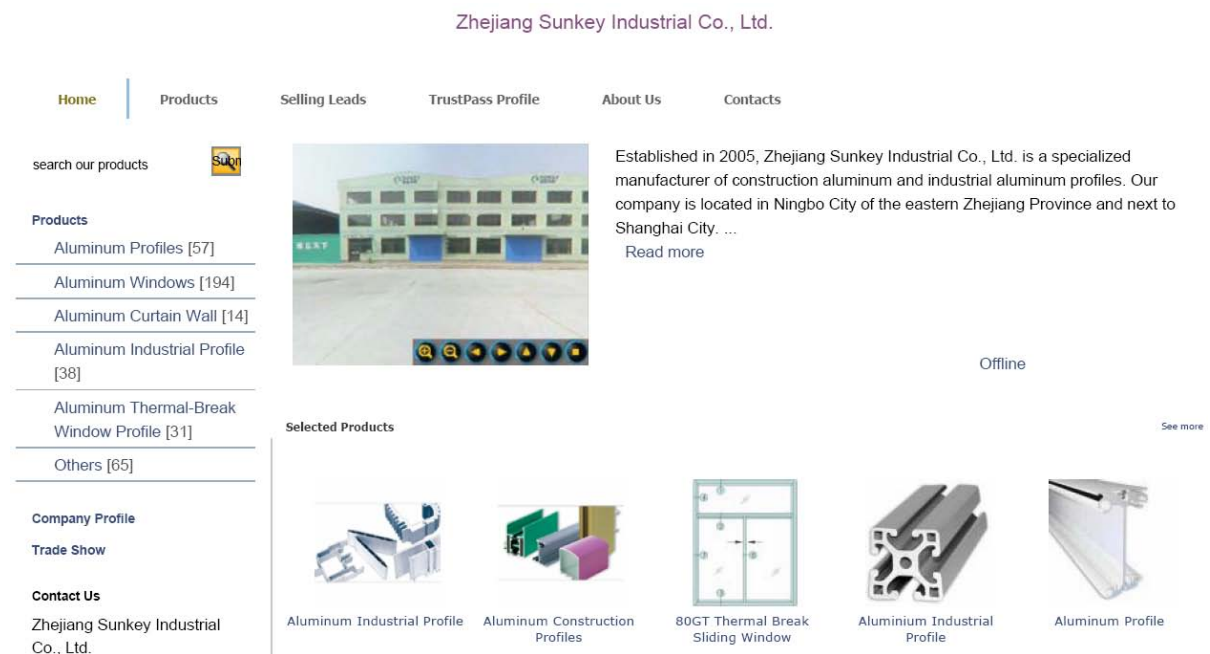 Zhejiang Sunkey Industrial Co., Ltd.
Home
Products
Selling Leads
TrustPass Profile
About Us
Contacts
search our products
Subm
Established in 2005, Zhejiang Sunkey Industrial Co., Ltd. is a specialized
manufacturer of construction aluminum and industrial aluminum profiles. Our
company is located in Ningbo City of the eastern Zhejiang Province and next to
Shanghai City. ...
Read more
Offline
Products
Aluminum Profiles [57]
Aluminum Windows [194]
Aluminum Curtain Wall [14]
Aluminum Industrial Profile
[38]
Aluminum Thermal-Break
Window Profile [31]
Others [65]
Company Profile
Trade Show
Contact Us
Zhejiang Sunkey Industrial
Co., Ltd.
Selected Products
See more
Aluminum Industrial Profile
Aluminum Construction
Profiles
80GT Thermal Break
Sliding Window
Aluminium Industrial
Profile
Aluminum Profile